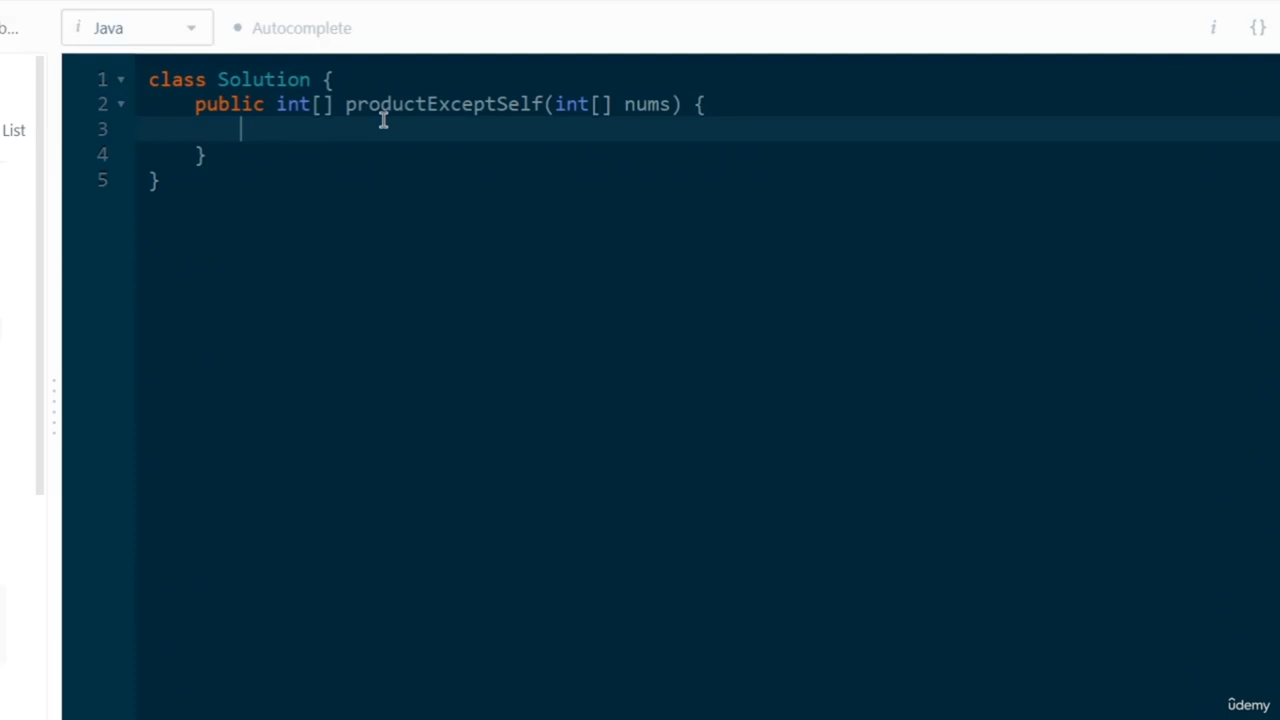 b...
i Java
Autocomplete
i {}
List
1 class Solution {
2 public int[] productExceptSelf(int[] nums) {
3
4 }
5 }
ûdemy